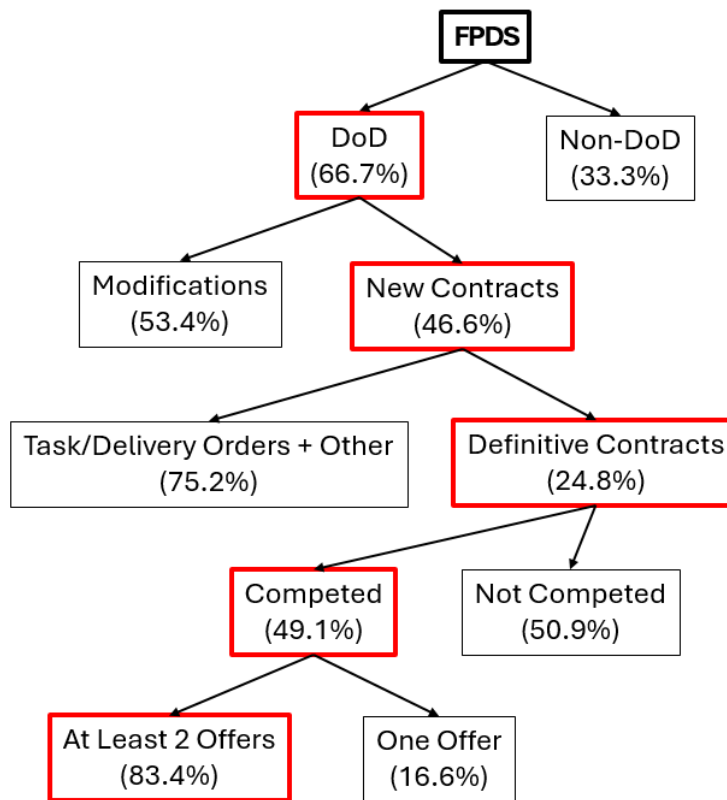 FPDS
DoD
(66.7%)
Non-DoD
(33.3%)
Modifications
(53.4%)
New Contracts
(46.6%)
Task/Delivery Orders + Other
(75.2%)
Definitive Contracts
(24.8%)
Competed
(49.1%)
Not Competed
(50.9%)
At Least 2 Offers
(83.4%)
One Offer
(16.6%)